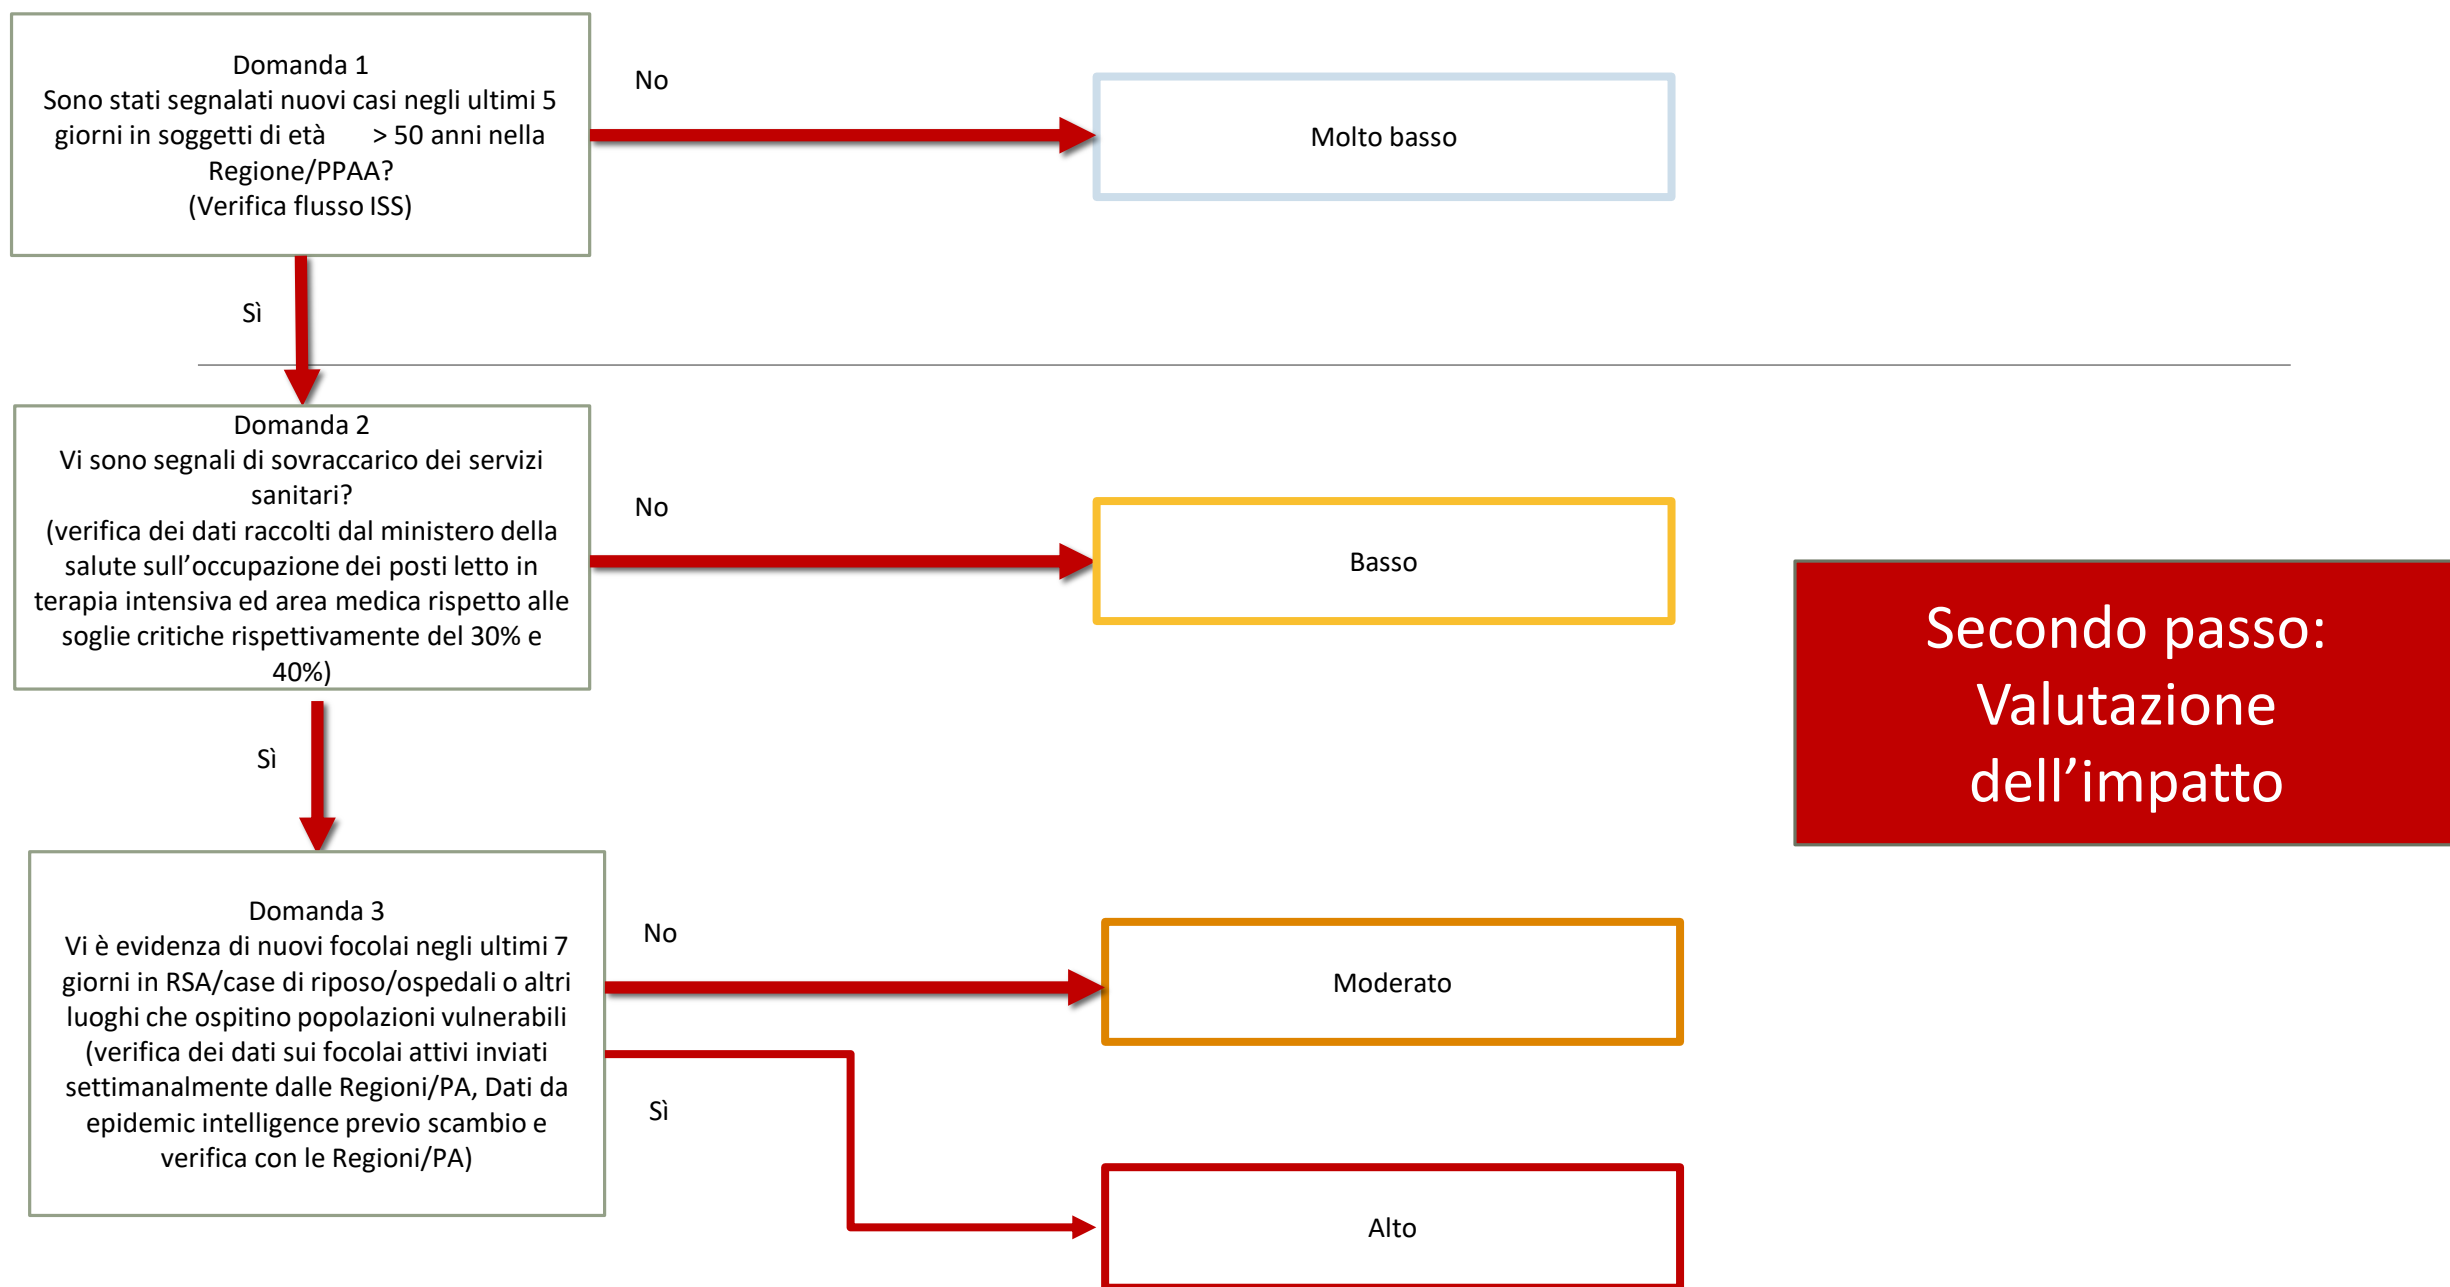 Domanda 1
Sono stati segnalati nuovi casi negli ultimi 5
giorni in soggetti di età > 50 anni nella
Regione/PPAA?
(Verifica flusso ISS)
No
Molto basso
Sì
Domanda 2
Vi sono segnali di sovraccarico dei servizi
sanitari?
(verifica dei dati raccolti dal ministero della
salute sull’occupazione dei posti letto in
terapia intensiva ed area medica rispetto alle
soglie critiche rispettivamente del 30% e
40%)
No
Basso
Secondo passo:
Valutazione
dell’impatto
Sì
Domanda 3
Vi è evidenza di nuovi focolai negli ultimi 7
giorni in RSA/case di riposo/ospedali o altri
luoghi che ospitino popolazioni vulnerabili
(verifica dei dati sui focolai attivi inviati
settimanalmente dalle Regioni/PA, Dati da
epidemic intelligence previo scambio e
verifica con le Regioni/PA)
No
Moderato
Sì
Alto